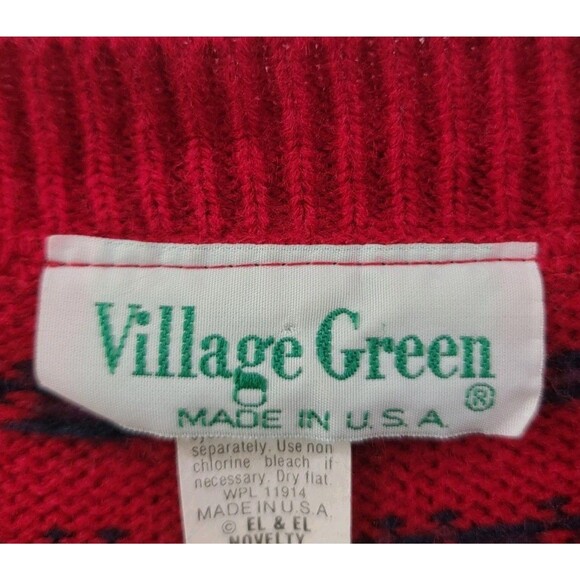 Village Green ®
MADE IN U.S.A.
separately. Use non
chlorine bleach if
necessary. Dry flat.
WPL 11914
MADE IN U.S.A.
© EL & EL
NOVELTY